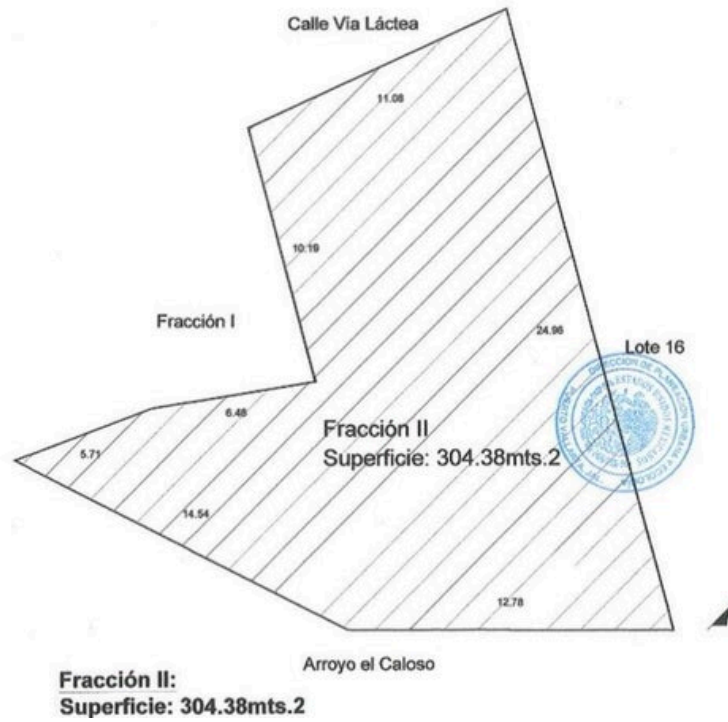 Calle Vía Láctea
11.08
10.19
Fracción I
24.96
Lote 16
6.48
Fracción II
Superficie: 304.38mts.2
5.71
14.54
12.78
Arroyo el Caloso
Fracción II:
Superficie: 304.38mts.2